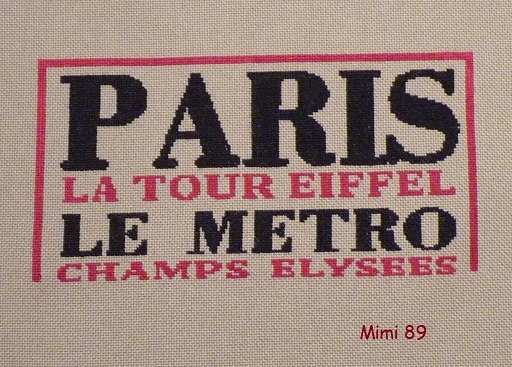 PARIS
LA TOUR EIFFEL
LE METRO
CHAMPS ELYSEES
Mimi 89